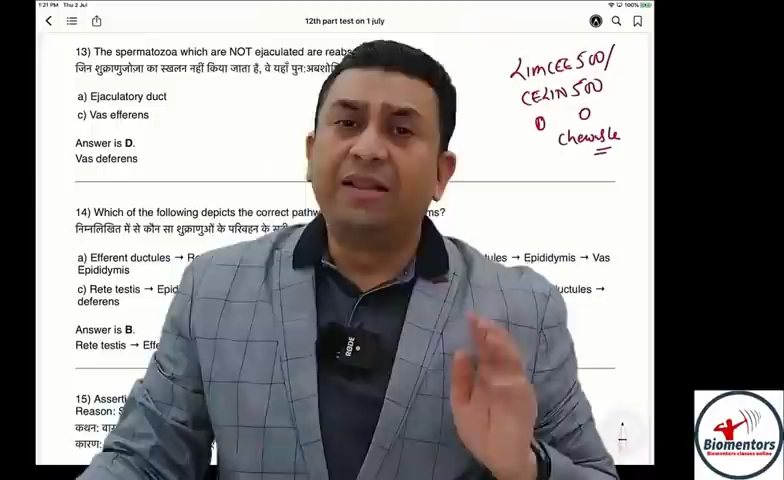 1:21 PM Thu 2 Jul
12th part test on 1 july
13) The spermatozoa which are NOT ejaculated are reabs
जिन शुक्राणुजोज़ा का स्खलन नहीं किया जाता है, वे यहाँ पुन:अवशोषि
a) Ejaculatory duct
c) Vas efferens
Answer is D.
Vas deferens
LIMCEE 500/
CELIN 500
Chewable
14) Which of the following depicts the correct pathw
ms?
निम्नलिखित में से कौन सा शुक्राणुओं के परिवहन के
a) Efferent ductules → R
ules → Epididymis → Vas
Epididymis
c) Rete testis → Epid
uctules →
deferens
Answer is B.
Rete testis → Effe
15) Asserti
Reason: S
कथन:
कारण:
RØDE
Biomentors
Biomentors classes online